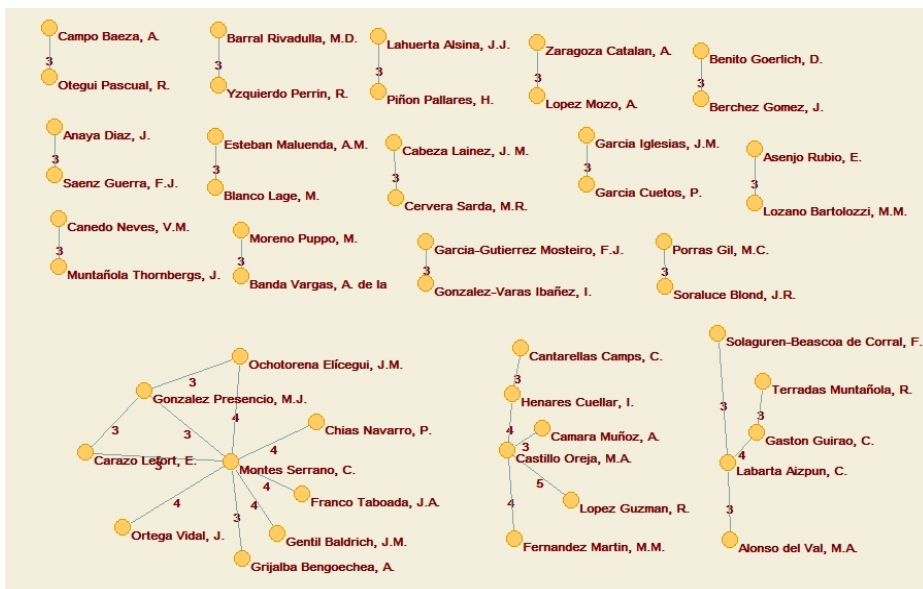 Campo Baeza, A.
3
Otegui Pascual, R.
Barral Rivadulla, M.D.
3
Yzquierdo Perrin, R.
Lahuerta Alsina, J.J.
3
Piñon Pallares, H.
Zaragoza Catalan, A.
3
Lopez Mozo, A.
Benito Goerlich, D.
3
Berchez Gomez, J.
Anaya Diaz, J.
3
Saenz Guerra, F.J.
Esteban Maluenda, A.M.
3
Blanco Lage, M.
Cabeza Lainez, J. M.
3
Cervera Sarda, M.R.
Garcia Iglesias, J.M.
3
Garcia Cuetos, P.
Asenjo Rubio, E.
3
Lozano Bartolozzi, M.M.
Canedo Neves, V.M.
3
Muntañola Thornbergs, J.
Moreno Puppo, M.
3
Banda Vargas, A. de la
Garcia-Gutierrez Mosteiro, F.J.
3
Gonzalez-Varas Ibañez, I.
Porras Gil, M.C.
3
Soraluce Blond, J.R.
Ochotorena Elícegui, J.M.
3
Gonzalez Presencio, M.J.
4
Chias Navarro, P.
3
3
4
Carazo Lefort, E.
3
Montes Serrano, C.
4
Franco Taboada, J.A.
4
4
3
Ortega Vidal, J.
Gentil Baldrich, J.M.
Grijalba Bengoechea, A.
Cantarellas Camps, C.
3
Henares Cuellar, I.
4
Camara Muñoz, A.
3
Castillo Oreja, M.A.
5
4
Lopez Guzman, R.
Fernandez Martin, M.M.
Solaguren-Beascoa de Corral, F.
Terradas Muntañola, R.
3
3
Gaston Guirao, C.
4
Labarta Aizpun, C.
3
Alonso del Val, M.A.